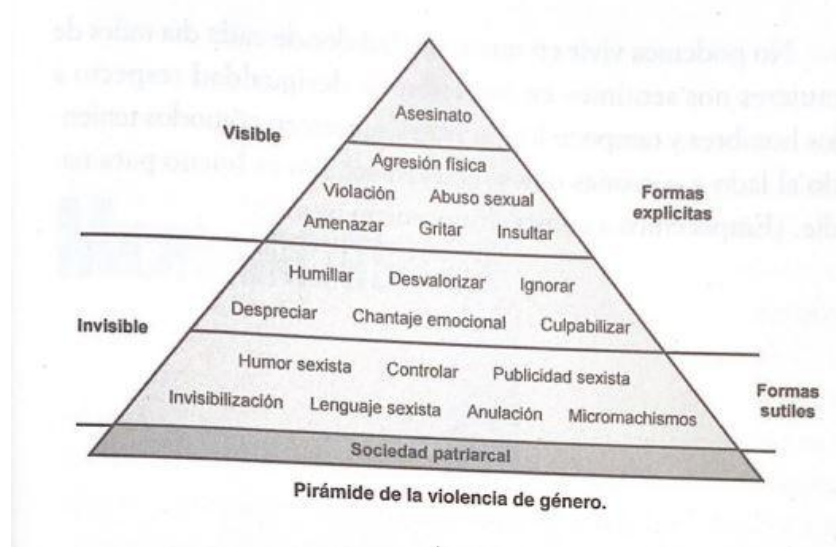 Asesinato
Visible
Agresión física
Violación Abuso sexual
Formas
explicitas
Amenazar Gritar Insultar
Humillar Desvalorizar Ignorar
Invisible
Despreciar Chantaje emocional Culpabilizar
Humor sexista Controlar Publicidad sexista
Formas
sutiles
Invisibilización Lenguaje sexista Anulación Micromachismos
Sociedad patriarcal
Pirámide de la violencia de género.